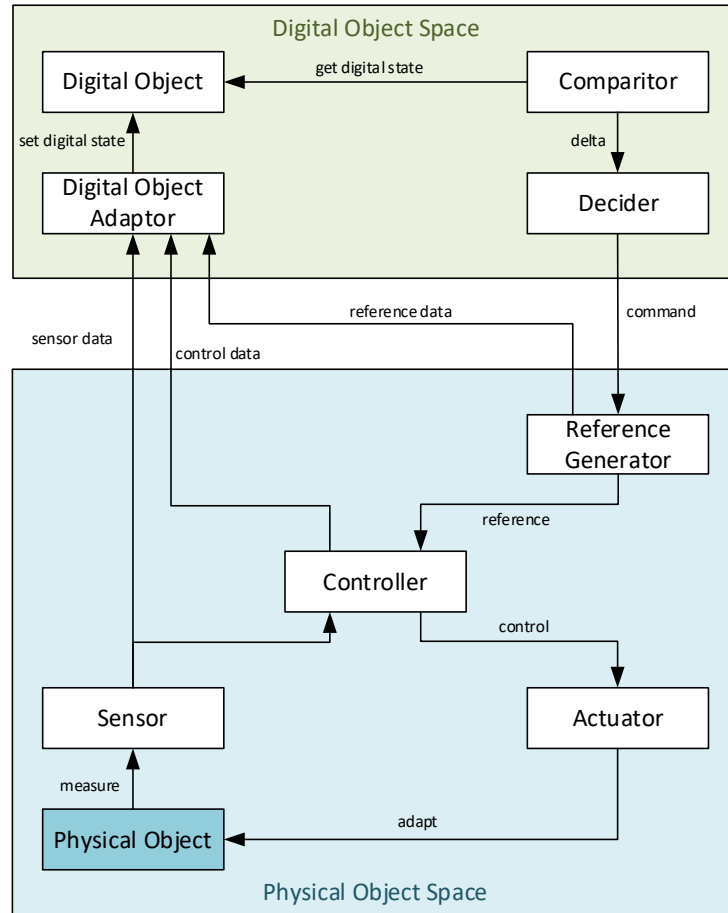 Digital Object Space
Digital Object
get digital state
Comparitor
set digital state
delta
Digital Object
Adaptor
Decider
sensor data
control data
reference data
command
Reference
Generator
reference
Controller
control
Sensor
Actuator
measure
Physical Object
adapt
Physical Object Space